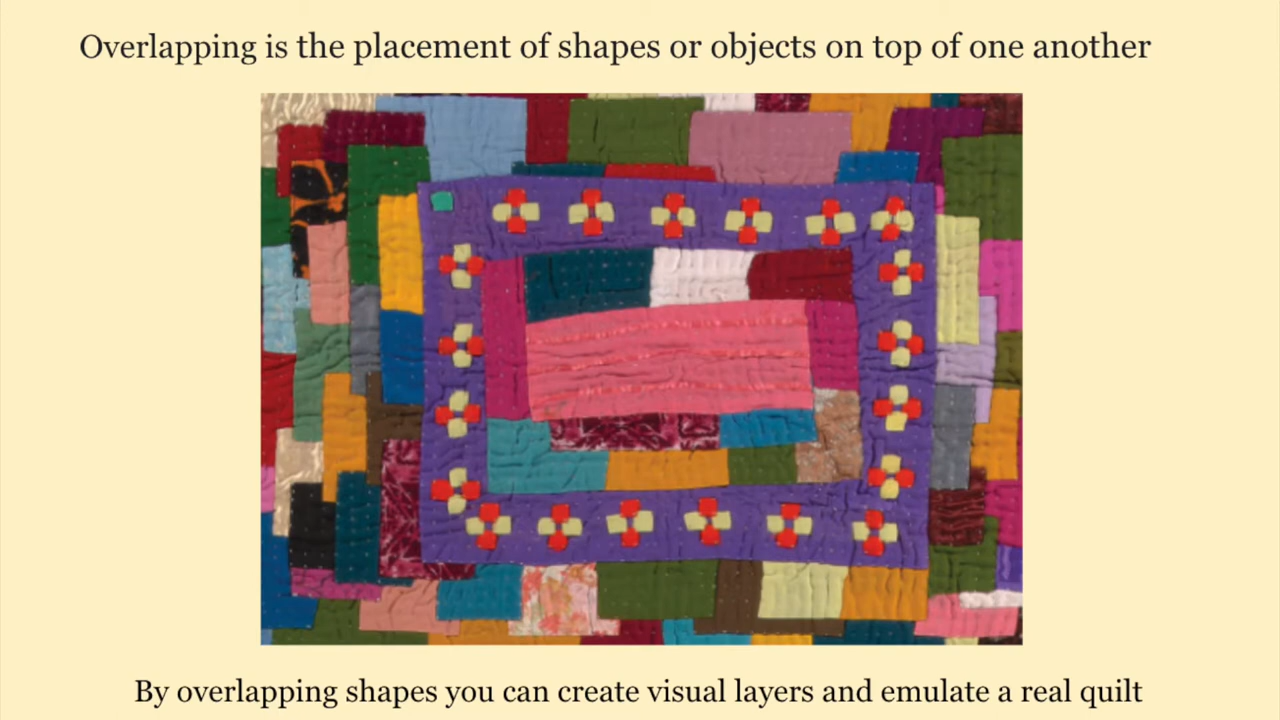 Overlapping is the placement of shapes or objects on top of one another
By overlapping shapes you can create visual layers and emulate a real quilt